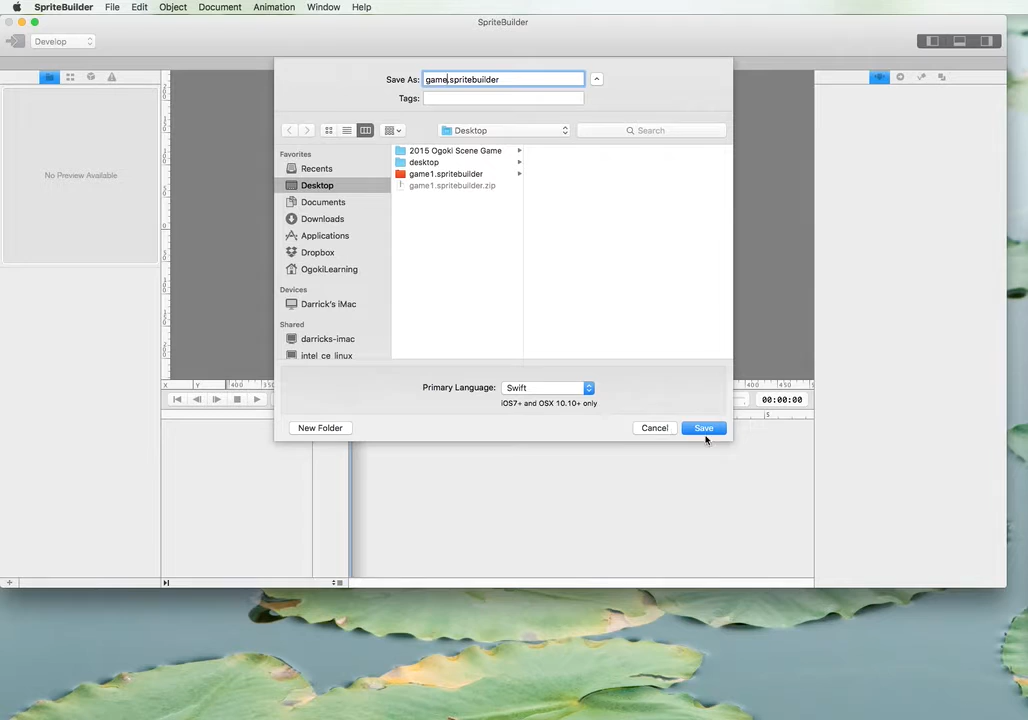 SpriteBuilder File Edit Object Document Animation Window Help
SpriteBuilder
Develop
Save As: game.spritebuilder
Tags:
Desktop
Search
Favorites
Recents
Desktop
Documents
Downloads
Applications
Dropbox
OgokiLearning
Devices
Darrick's iMac
Shared
darricks-imac
intel_ce_linux
2015 Ogoki Scene Game
desktop
game1.spritebuilder
game1.spritebuilder.zip
No Preview Available
Primary Language: Swift
iOS7+ and OSX 10.10+ only
New Folder Cancel Save
X Y
00:00:00